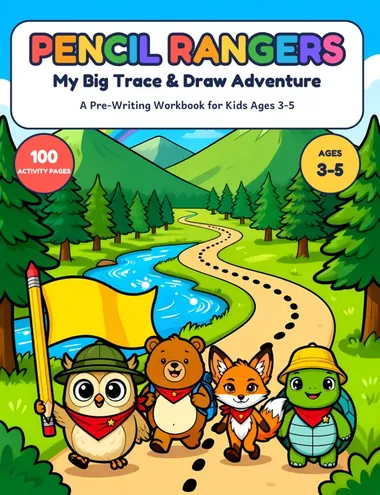 PENCIL RANGERS
My Big Trace & Draw Adventure
A Pre-Writing Workbook for Kids Ages 3-5
100
ACTIVITY PAGES
AGES
3-5